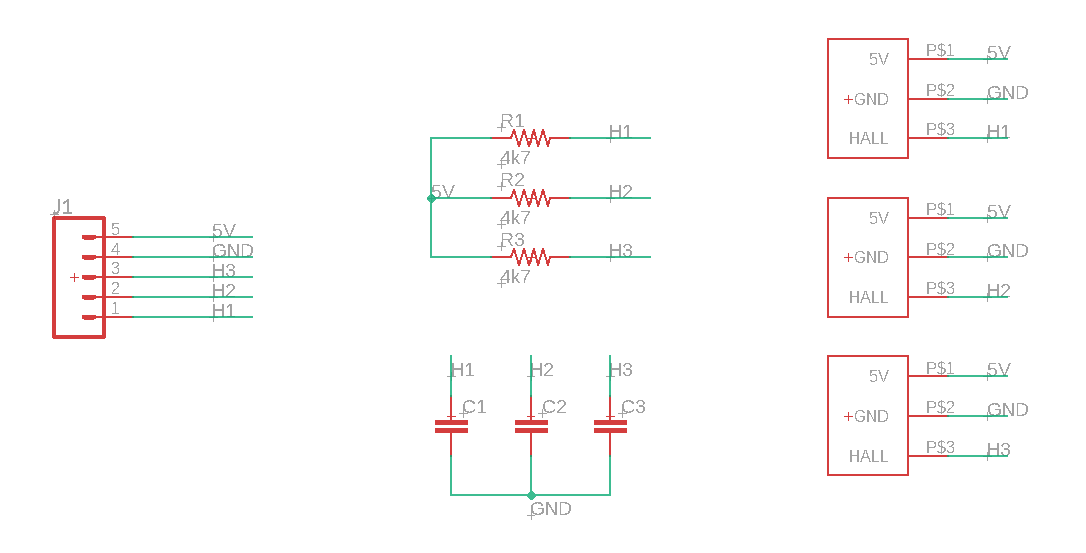 J1
5 5V
4 GND
3 H3
2 H2
1 H1
R1
H1
4k7
5V
R2
H2
4k7
R3
H3
4k7
H1 H2 H3
C1 C2 C3
GND
5V P$1 5V
GND P$2 GND
HALL P$3 H1
5V P$1 5V
GND P$2 GND
HALL P$3 H2
5V P$1 5V
GND P$2 GND
HALL P$3 H3